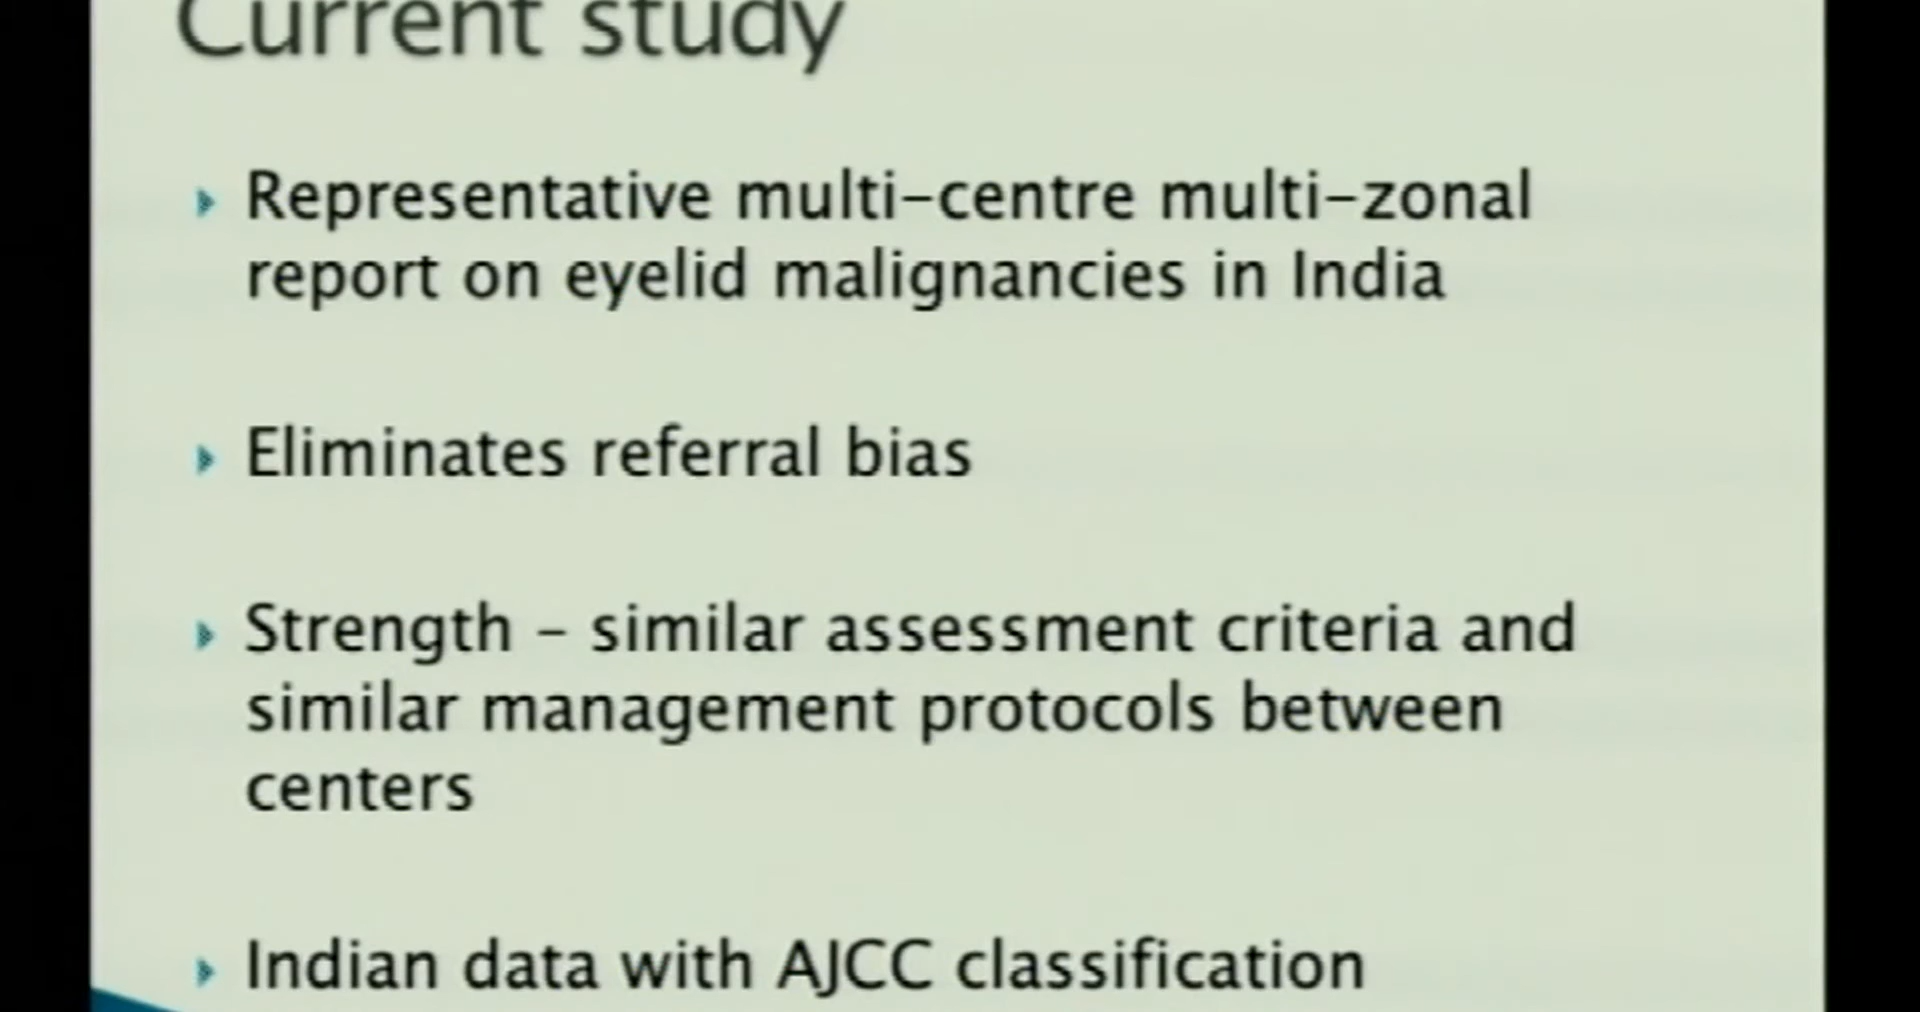 Current study
Representative multi-centre multi-zonal
report on eyelid malignancies in India
Eliminates referral bias
Strength - similar assessment criteria and
similar management protocols between
centers
Indian data with AJCC classification